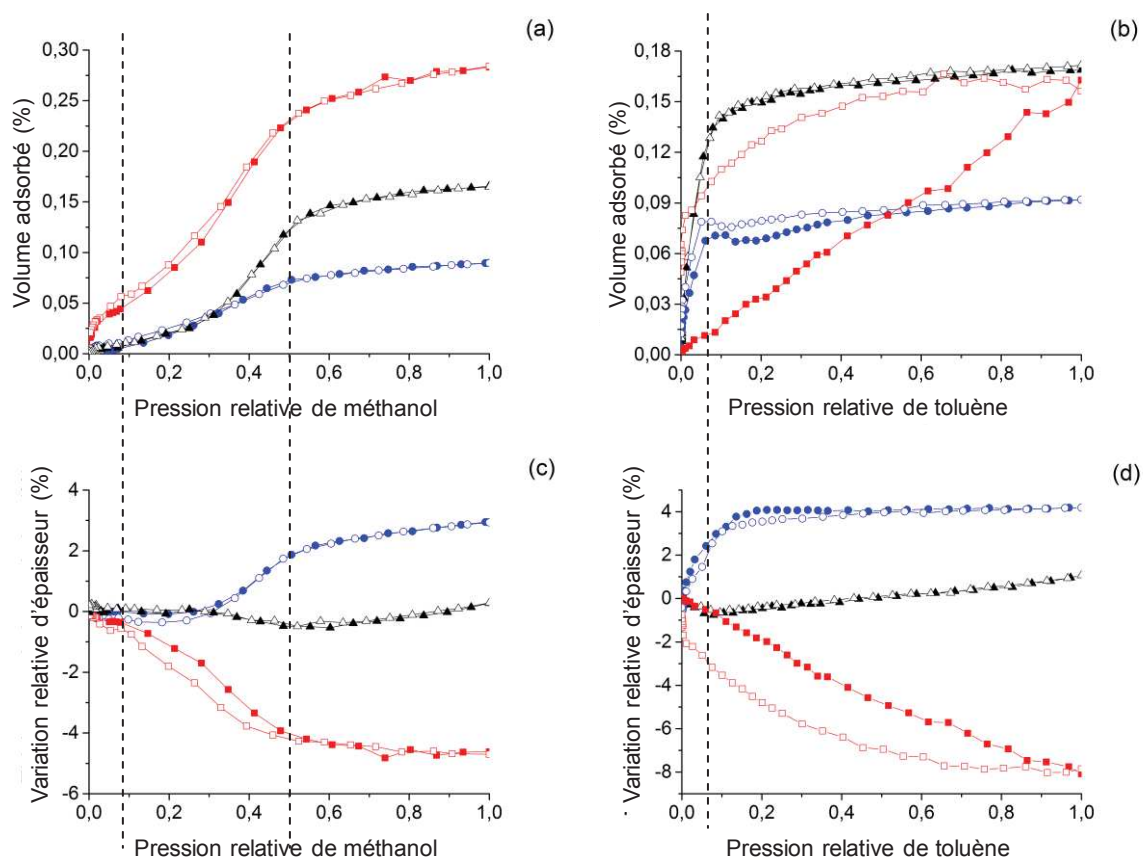 (a)
Volume adsorbé (%)
0,30
0,25
0,20
0,15
0,10
0,05
0,00
0,0 0,2 0,4 0,6 0,8 1,0
Pression relative de méthanol
(b)
Volume adsorbé (%)
0,18
0,15
0,12
0,09
0,06
0,03
0,00
0,0 0,2 0,4 0,6 0,8 1,0
Pression relative de toluène
(c)
Variation relative d'épaisseur (%)
4
2
0
-2
-4
-6
0,0 0,2 0,4 0,6 0,8 1,0
Pression relative de méthanol
(d)
Variation relative d'épaisseur (%)
4
2
0
-2
-4
-6
-8
0,0 0,2 0,4 0,6 0,8 1,0
Pression relative de toluène